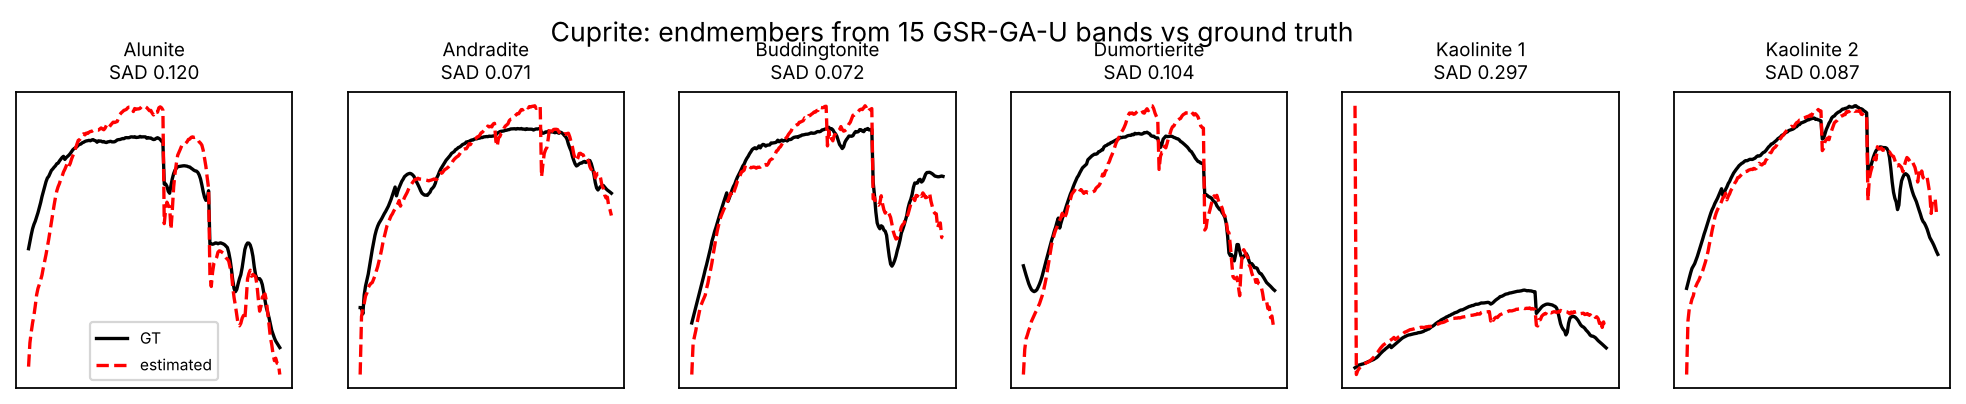 Cuprite: endmembers from 15 GSR-GA-U bands vs ground truth
Alunite
SAD 0.120
Andradite
SAD 0.071
Buddingtonite
SAD 0.072
Dumortierite
SAD 0.104
Kaolinite 1
SAD 0.297
Kaolinite 2
SAD 0.087
GT
estimated